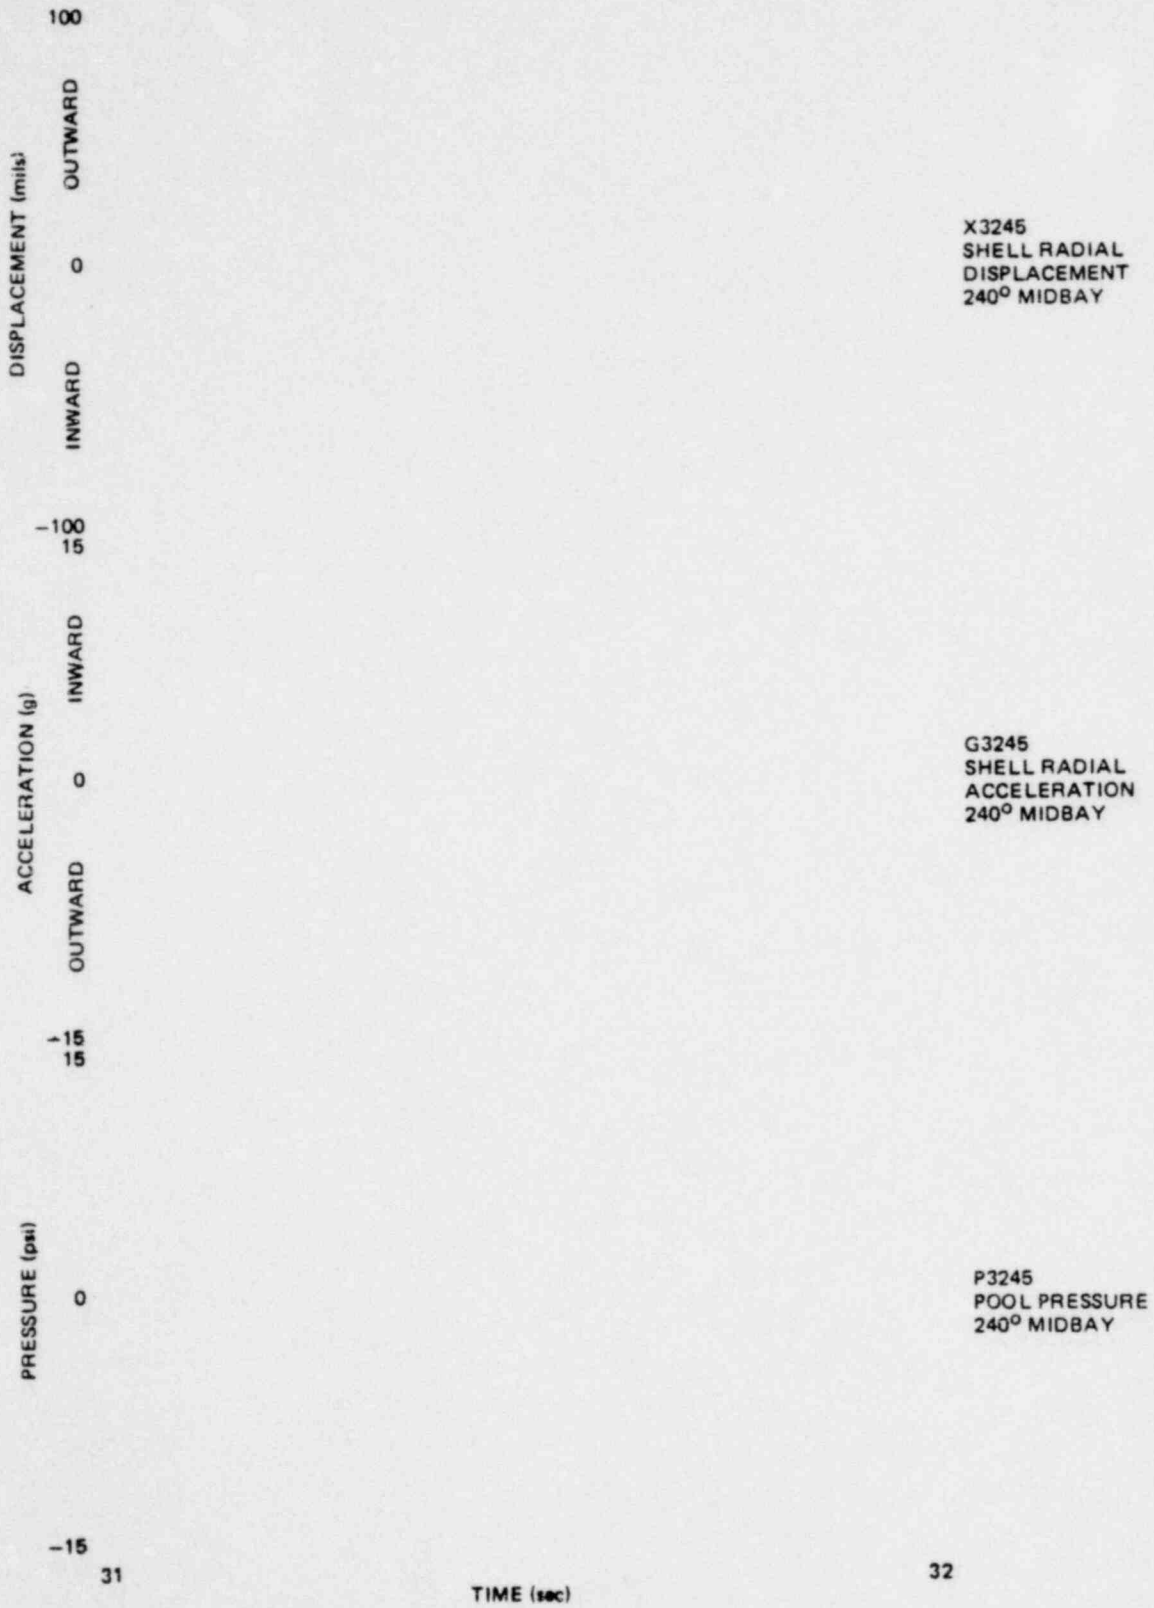 100
OUTWARD
DISPLACEMENT (mils)
0
INWARD
-100
X3245
SHELL RADIAL
DISPLACEMENT
240° MIDBAY
15
INWARD
ACCELERATION (g)
0
OUTWARD
-15
G3245
SHELL RADIAL
ACCELERATION
240° MIDBAY
15
PRESSURE (psi)
0
-15
P3245
POOL PRESSURE
240° MIDBAY
31
32
TIME (sec)